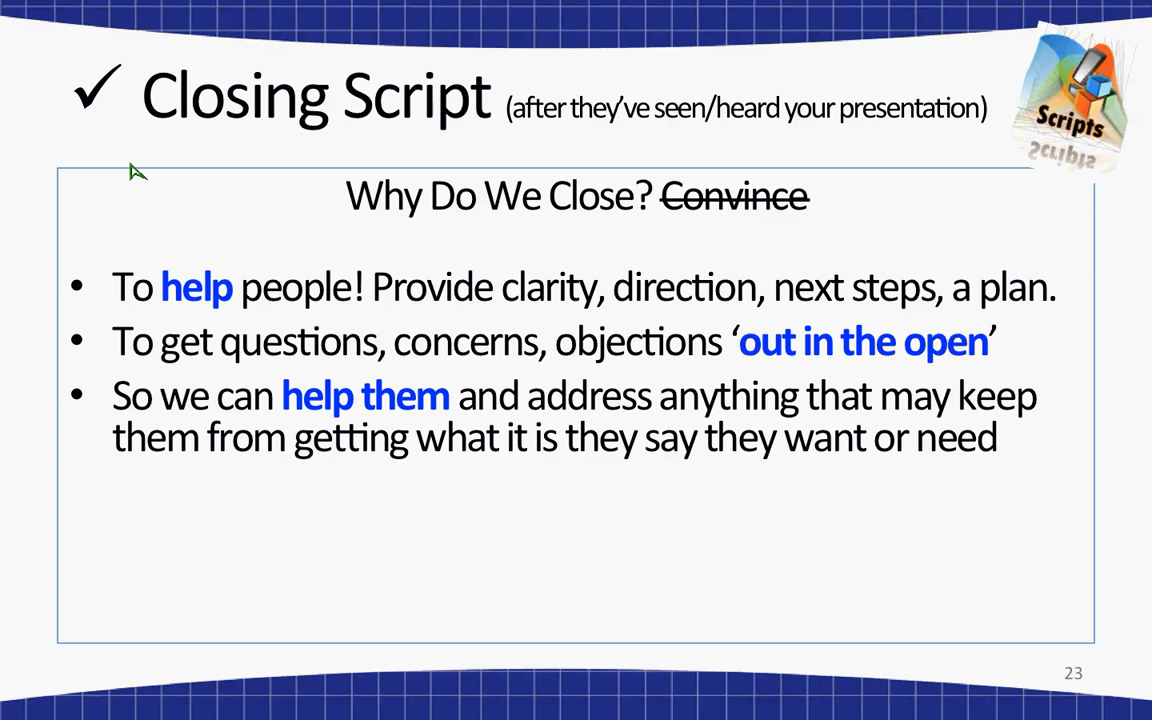 ✓ Closing Script (after they've seen/heard your presentation)
Scripts
Why Do We Close? Convince
• To help people! Provide clarity, direction, next steps, a plan.
• To get questions, concerns, objections ‘out in the open’
• So we can help them and address anything that may keep
them from getting what it is they say they want or need
23